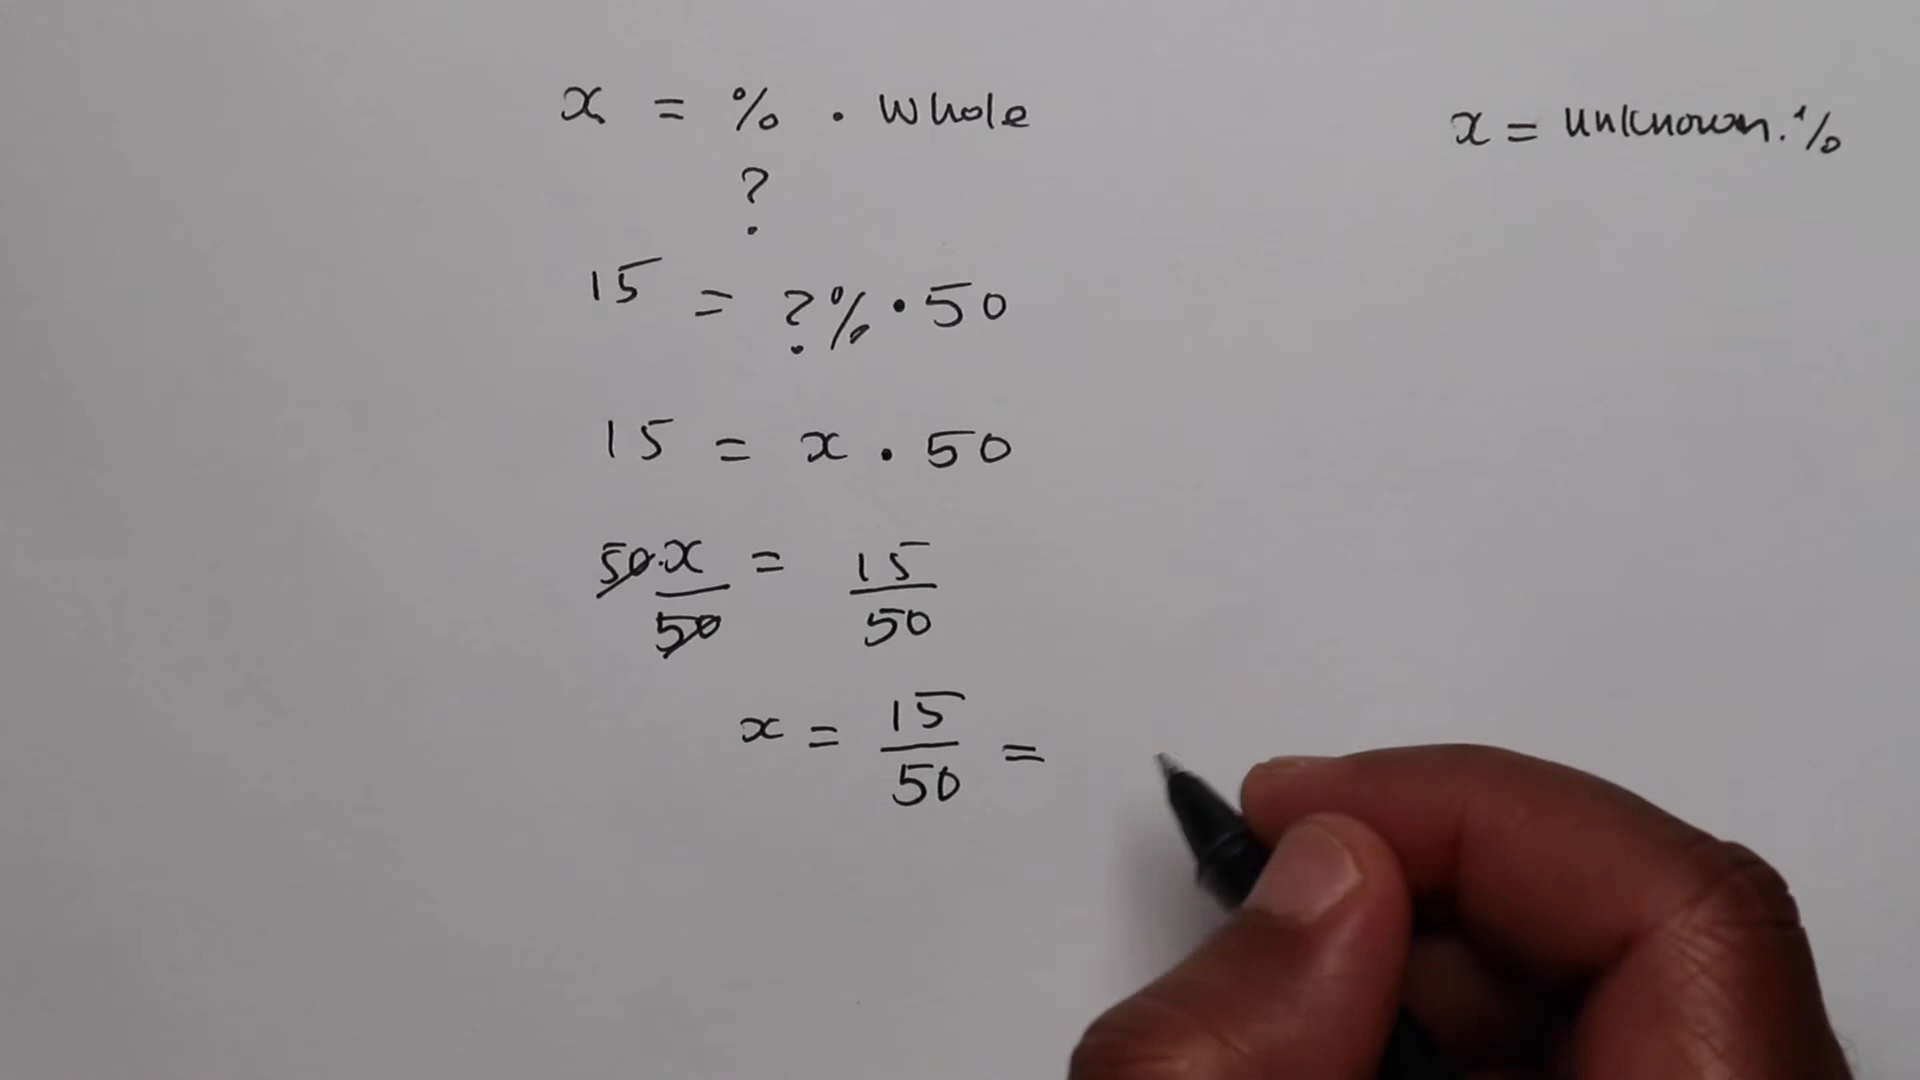 x = % . Whole
x = unknown.%
?
15 = ?% . 50
15 = x . 50
50.x/50 = 15/50
x = 15/50 =